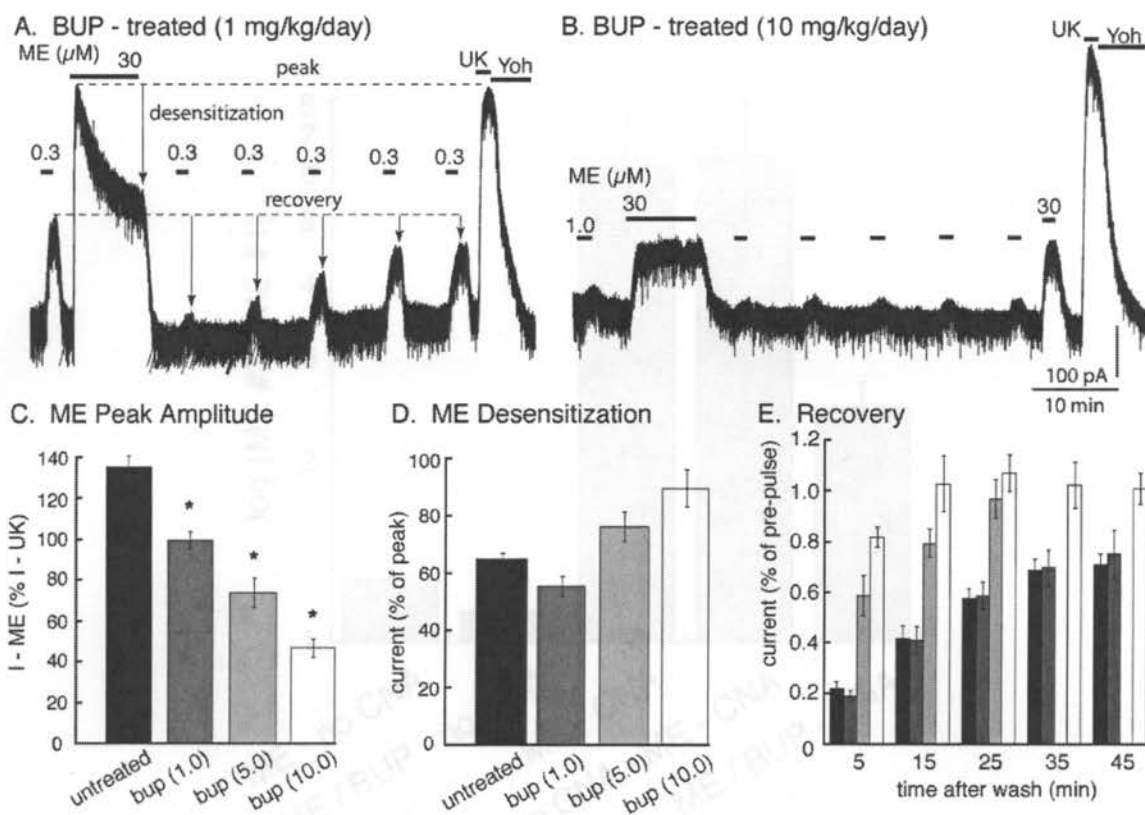 A. BUP - treated (1 mg/kg/day)
ME (µM)
30
peak
UK
Yoh
desensitization
0.3
0.3
0.3
0.3
0.3
0.3
recovery
B. BUP - treated (10 mg/kg/day)
UK
Yoh
ME (µM)
1.0
30
30
100 pA
10 min
C. ME Peak Amplitude
I - ME (% I - UK)
140
120
100
80
60
40
20
0
untreated
bup (1.0)
bup (5.0)
bup (10.0)
*
*
*
D. ME Desensitization
current (% of peak)
100
80
60
40
20
0
untreated
bup (1.0)
bup (5.0)
bup (10.0)
E. Recovery
current (% of pre-pulse)
1.2
1.0
0.8
0.6
0.4
0.2
5
15
25
35
45
time after wash (min)